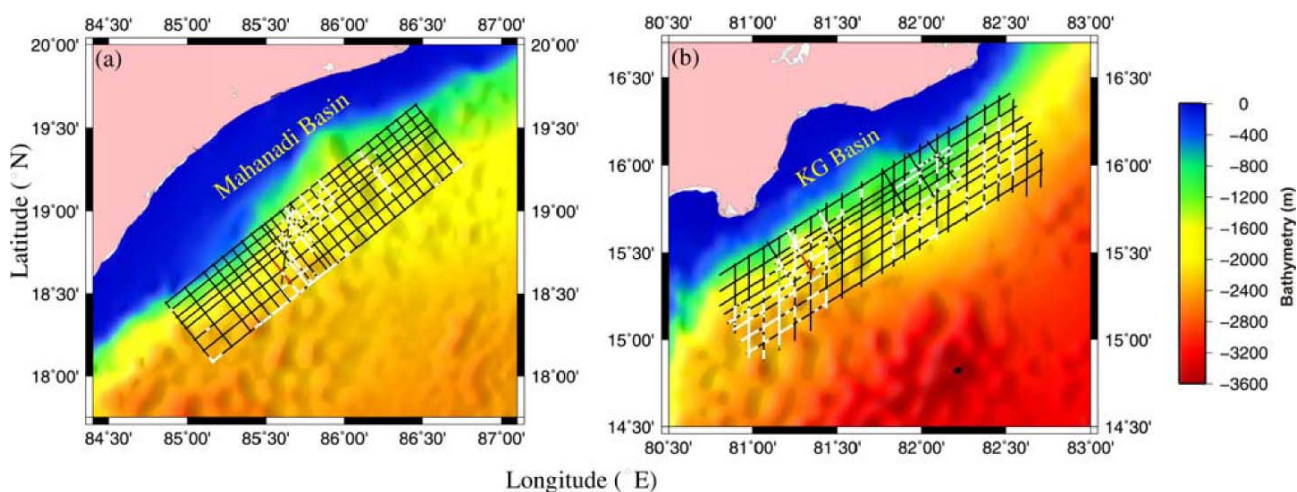 84°30' 85°00' 85°30' 86°00' 86°30' 87°00'
20°00' 20°00'
(a)
19°30' 19°30'
Mahanadi Basin
19°00' 19°00'
18°30' 18°30'
18°00' 18°00'
84°30' 85°00' 85°30' 86°00' 86°30' 87°00'
Latitude (°N)
80°30' 81°00' 81°30' 82°00' 82°30' 83°00'
(b)
16°30' 16°30'
KG Basin
16°00' 16°00'
15°30' 15°30'
15°00' 15°00'
14°30' 14°30'
80°30' 81°00' 81°30' 82°00' 82°30' 83°00'
Longitude (°E)
0
−400
−800
−1200
−1600
−2000
−2400
−2800
−3200
−3600
Bathymetry (m)